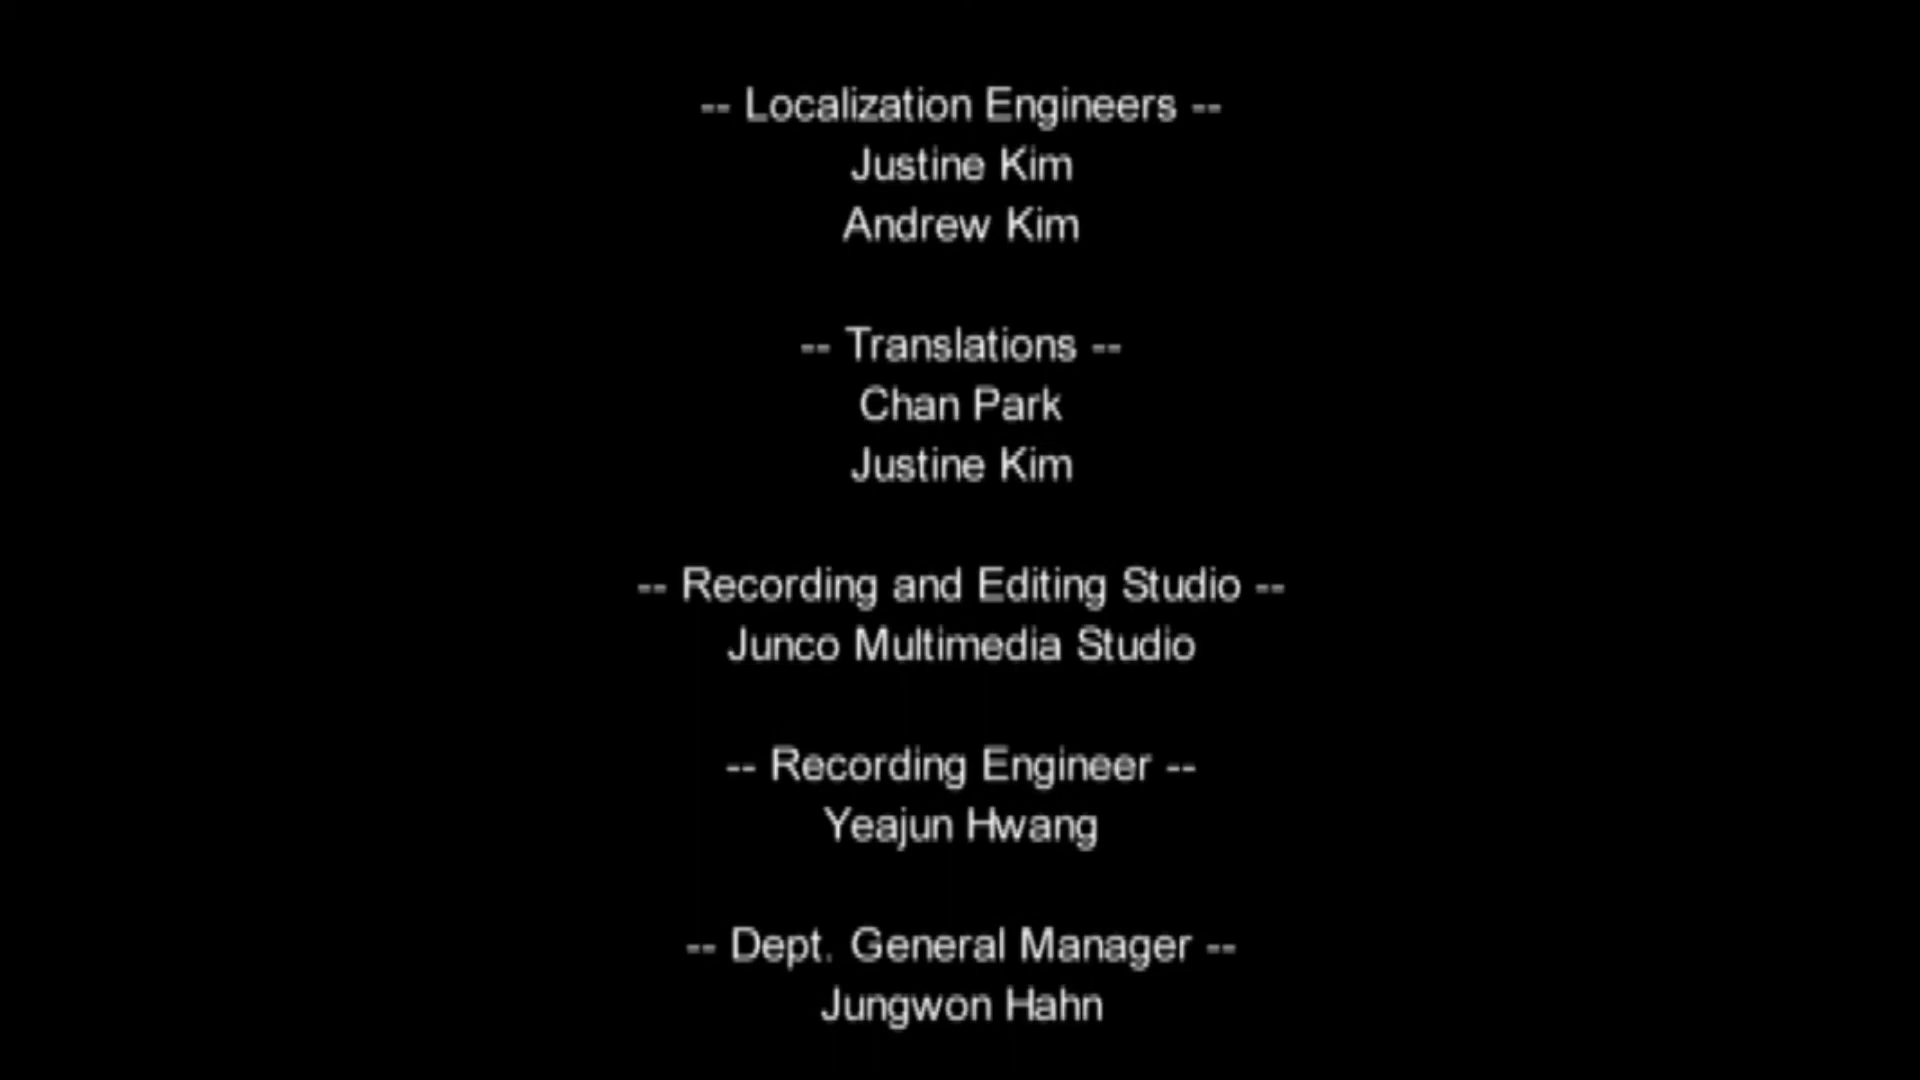 -- Localization Engineers --
Justine Kim
Andrew Kim
-- Translations --
Chan Park
Justine Kim
-- Recording and Editing Studio --
Junco Multimedia Studio
-- Recording Engineer --
Yeajun Hwang
-- Dept. General Manager --
Jungwon Hahn